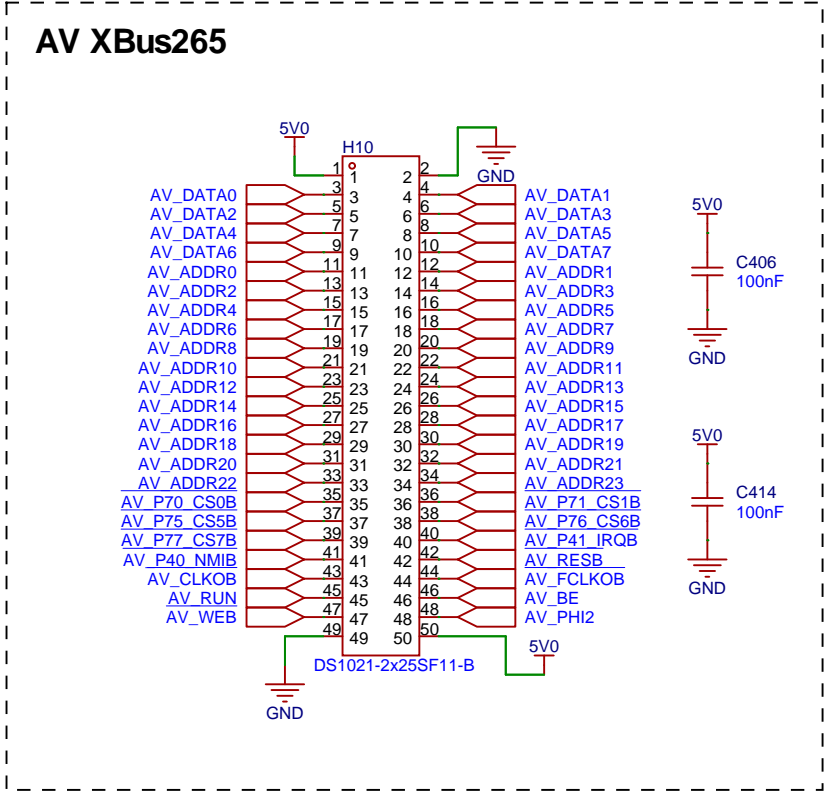 AV XBus265
5V0
H10
GND
1 1 2 2
AV_DATA0 3 3 4 4 AV_DATA1
AV_DATA2 5 5 6 6 AV_DATA3
AV_DATA4 7 7 8 8 AV_DATA5
AV_DATA6 9 9 10 10 AV_DATA7
AV_ADDR0 11 11 12 12 AV_ADDR1
AV_ADDR2 13 13 14 14 AV_ADDR3
AV_ADDR4 15 15 16 16 AV_ADDR5
AV_ADDR6 17 17 18 18 AV_ADDR7
AV_ADDR8 19 19 20 20 AV_ADDR9
AV_ADDR10 21 21 22 22 AV_ADDR11
AV_ADDR12 23 23 24 24 AV_ADDR13
AV_ADDR14 25 25 26 26 AV_ADDR15
AV_ADDR16 27 27 28 28 AV_ADDR17
AV_ADDR18 29 29 30 30 AV_ADDR19
AV_ADDR20 31 31 32 32 AV_ADDR21
AV_ADDR22 33 33 34 34 AV_ADDR23
AV_P70_CS0B 35 35 36 36 AV_P71_CS1B
AV_P75_CS5B 37 37 38 38 AV_P76_CS6B
AV_P77_CS7B 39 39 40 40 AV_P41_IRQB
AV_P40_NMIB 41 41 42 42 AV_RESB
AV_CLKOB 43 43 44 44 AV_FCLKOB
AV_RUN 45 45 46 46 AV_BE
AV_WEB 47 47 48 48 AV_PHI2
49 49 50 50
5V0
DS1021-2x25SF11-B
GND
5V0
C406
100nF
GND
5V0
C414
100nF
GND